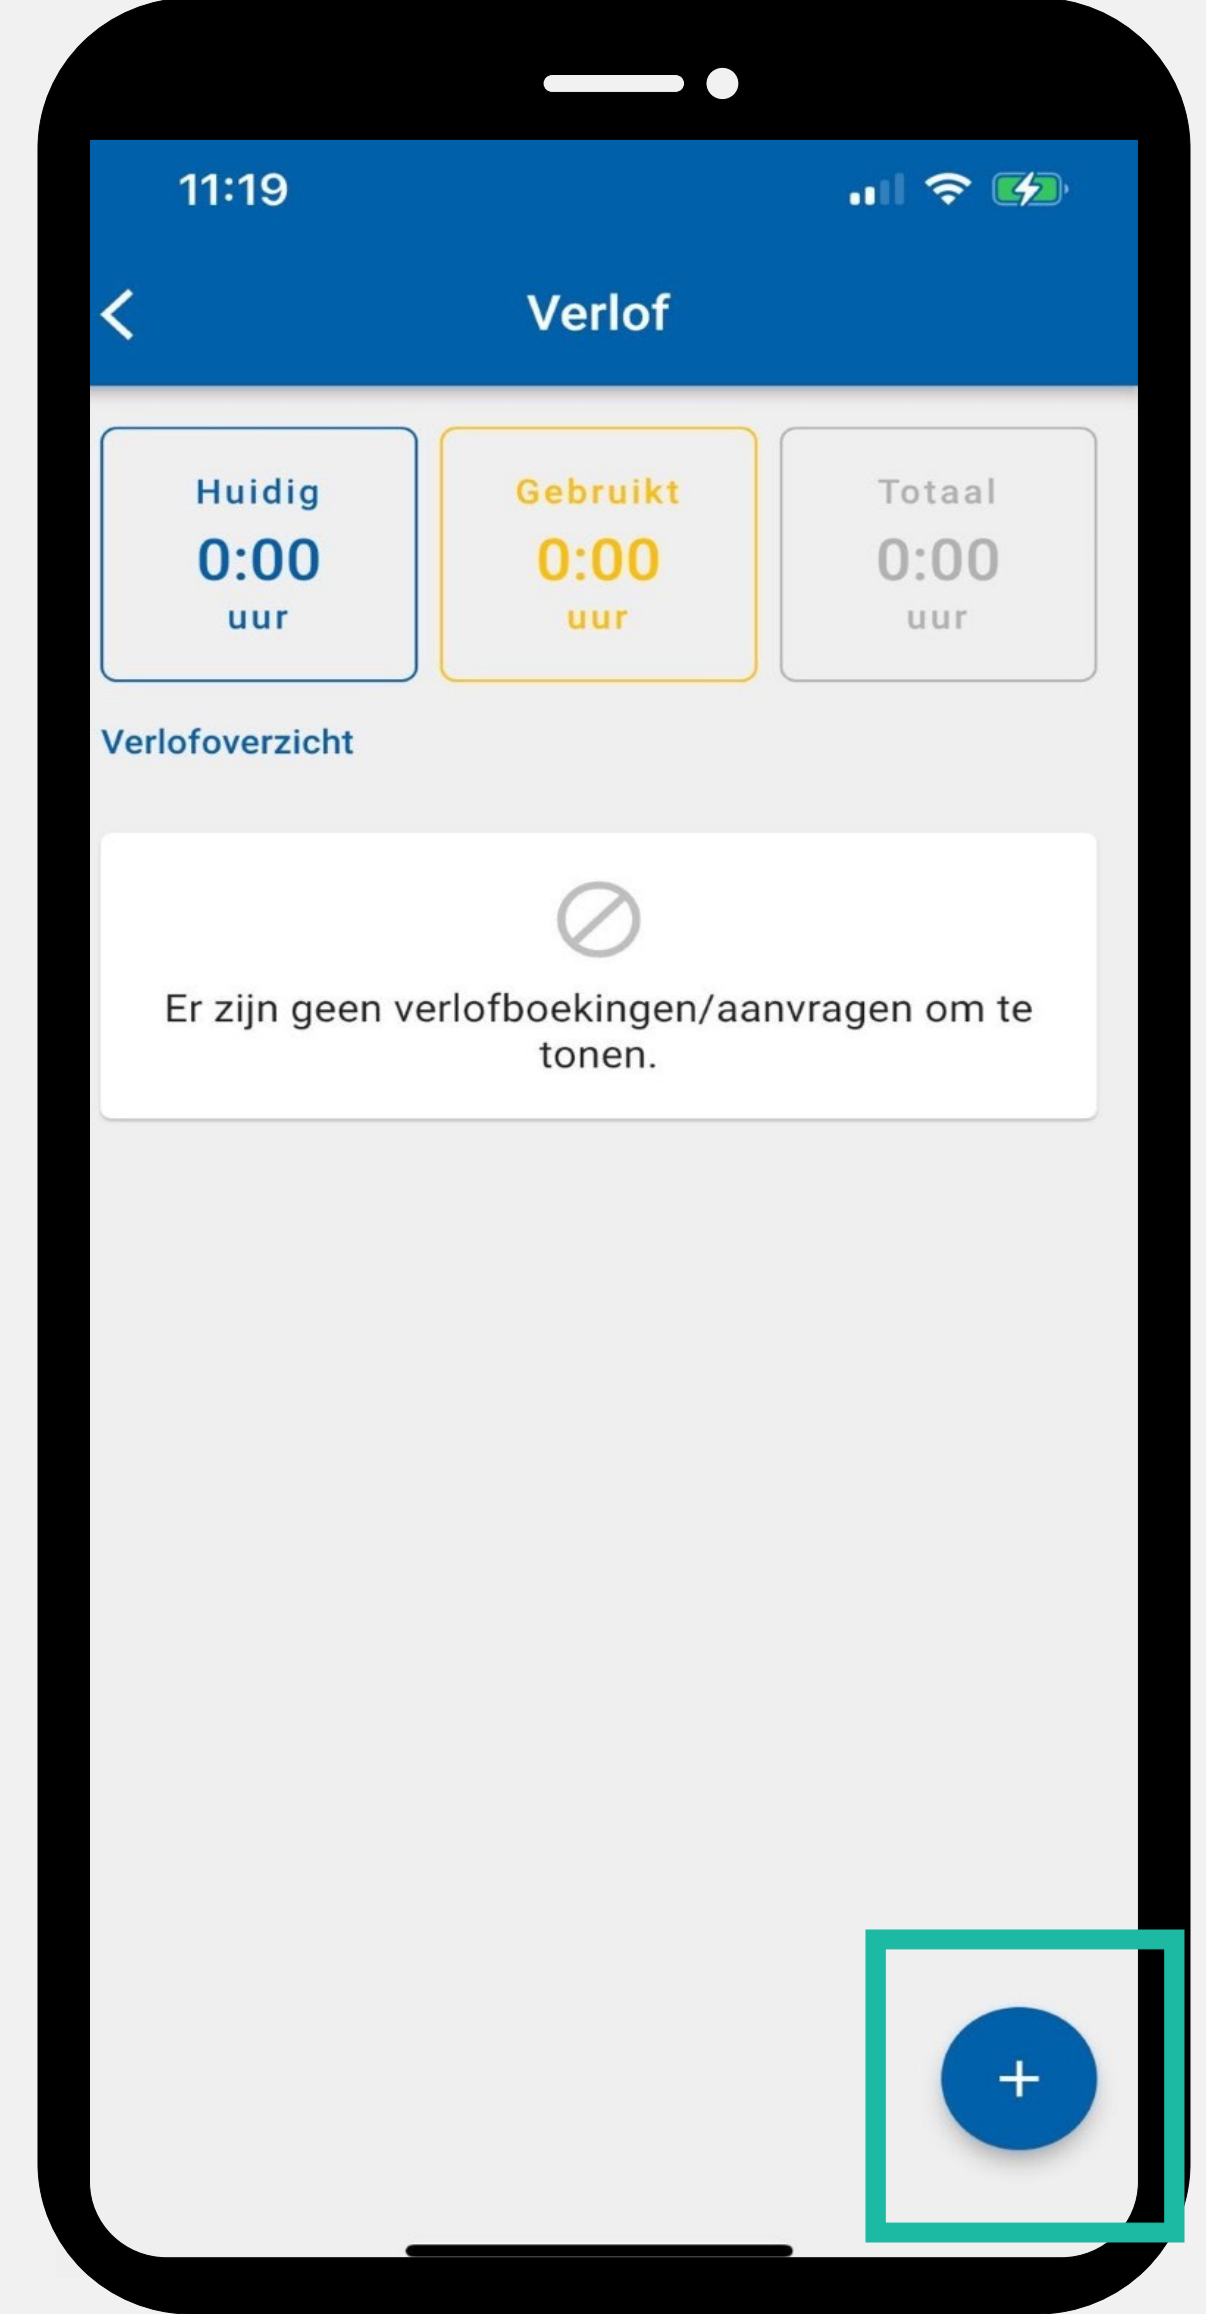 11:19
Verlof
Huidig
0:00
uur
Gebruikt
0:00
uur
Totaal
0:00
uur
Verlofoverzicht
Er zijn geen verlofboekingen/aanvragen om te
tonen.
+